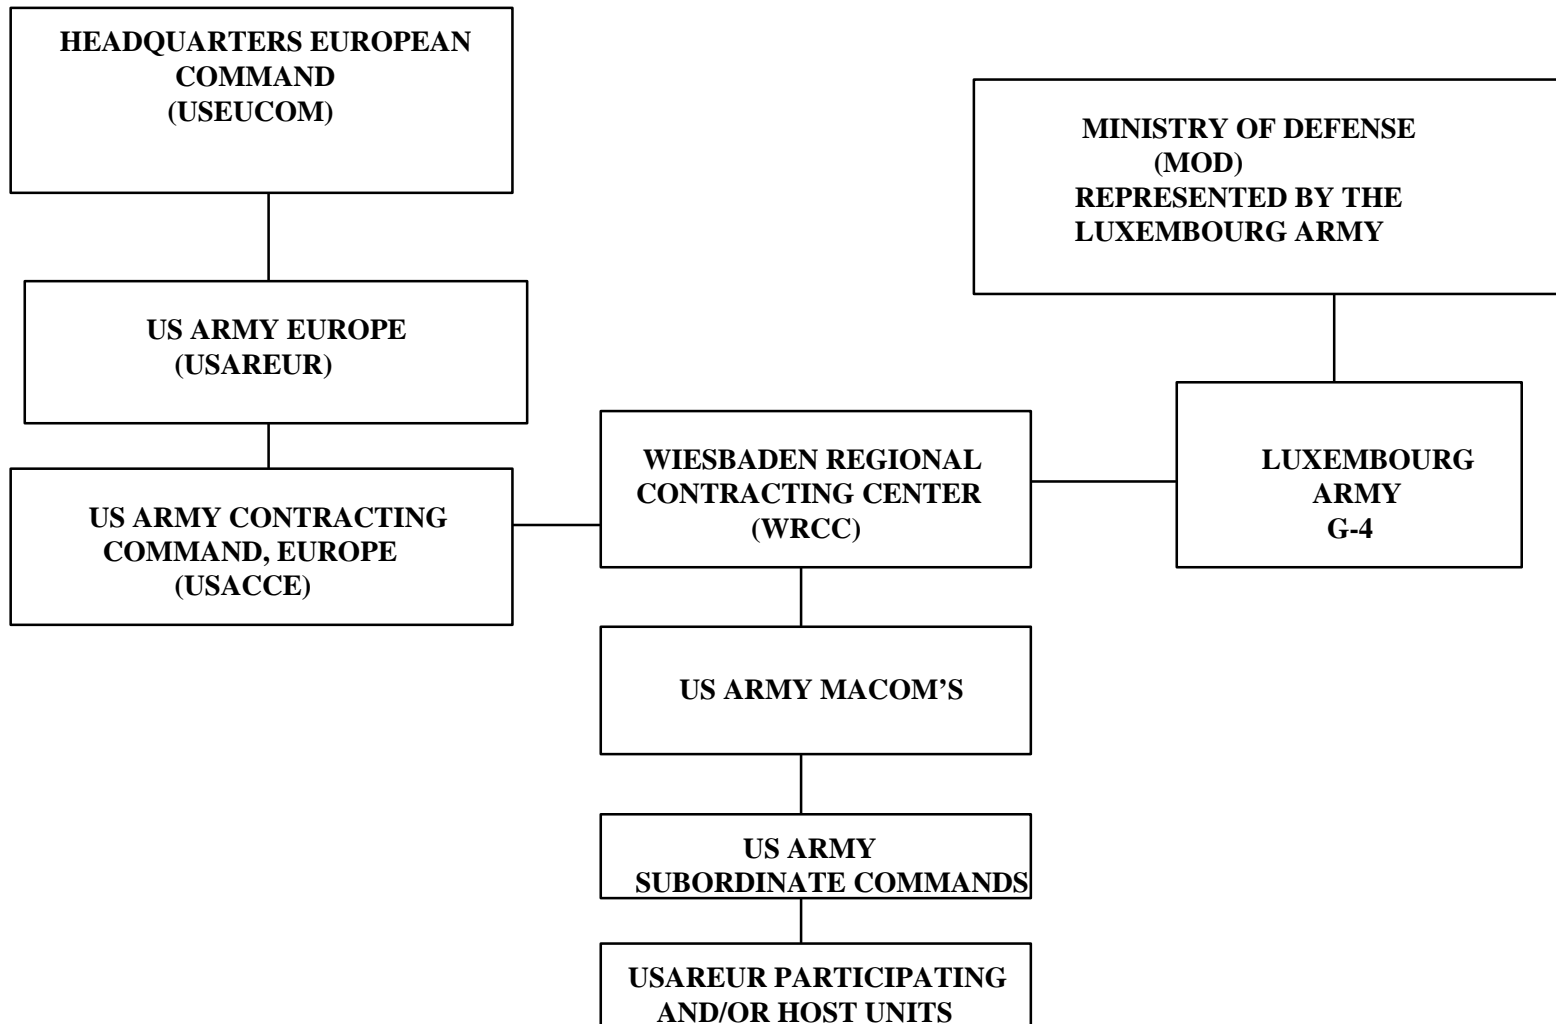 HEADQUARTERS EUROPEAN
COMMAND
(USEUCOM)
MINISTRY OF DEFENSE
(MOD)
REPRESENTED BY THE
LUXEMBOURG ARMY
US ARMY EUROPE
(USAREUR)
US ARMY CONTRACTING
COMMAND, EUROPE
(USACCE)
WIESBADEN REGIONAL
CONTRACTING CENTER
(WRCC)
LUXEMBOURG
ARMY
G-4
US ARMY MACOM’S
US ARMY
SUBORDINATE COMMANDS
USAREUR PARTICIPATING
AND/OR HOST UNITS